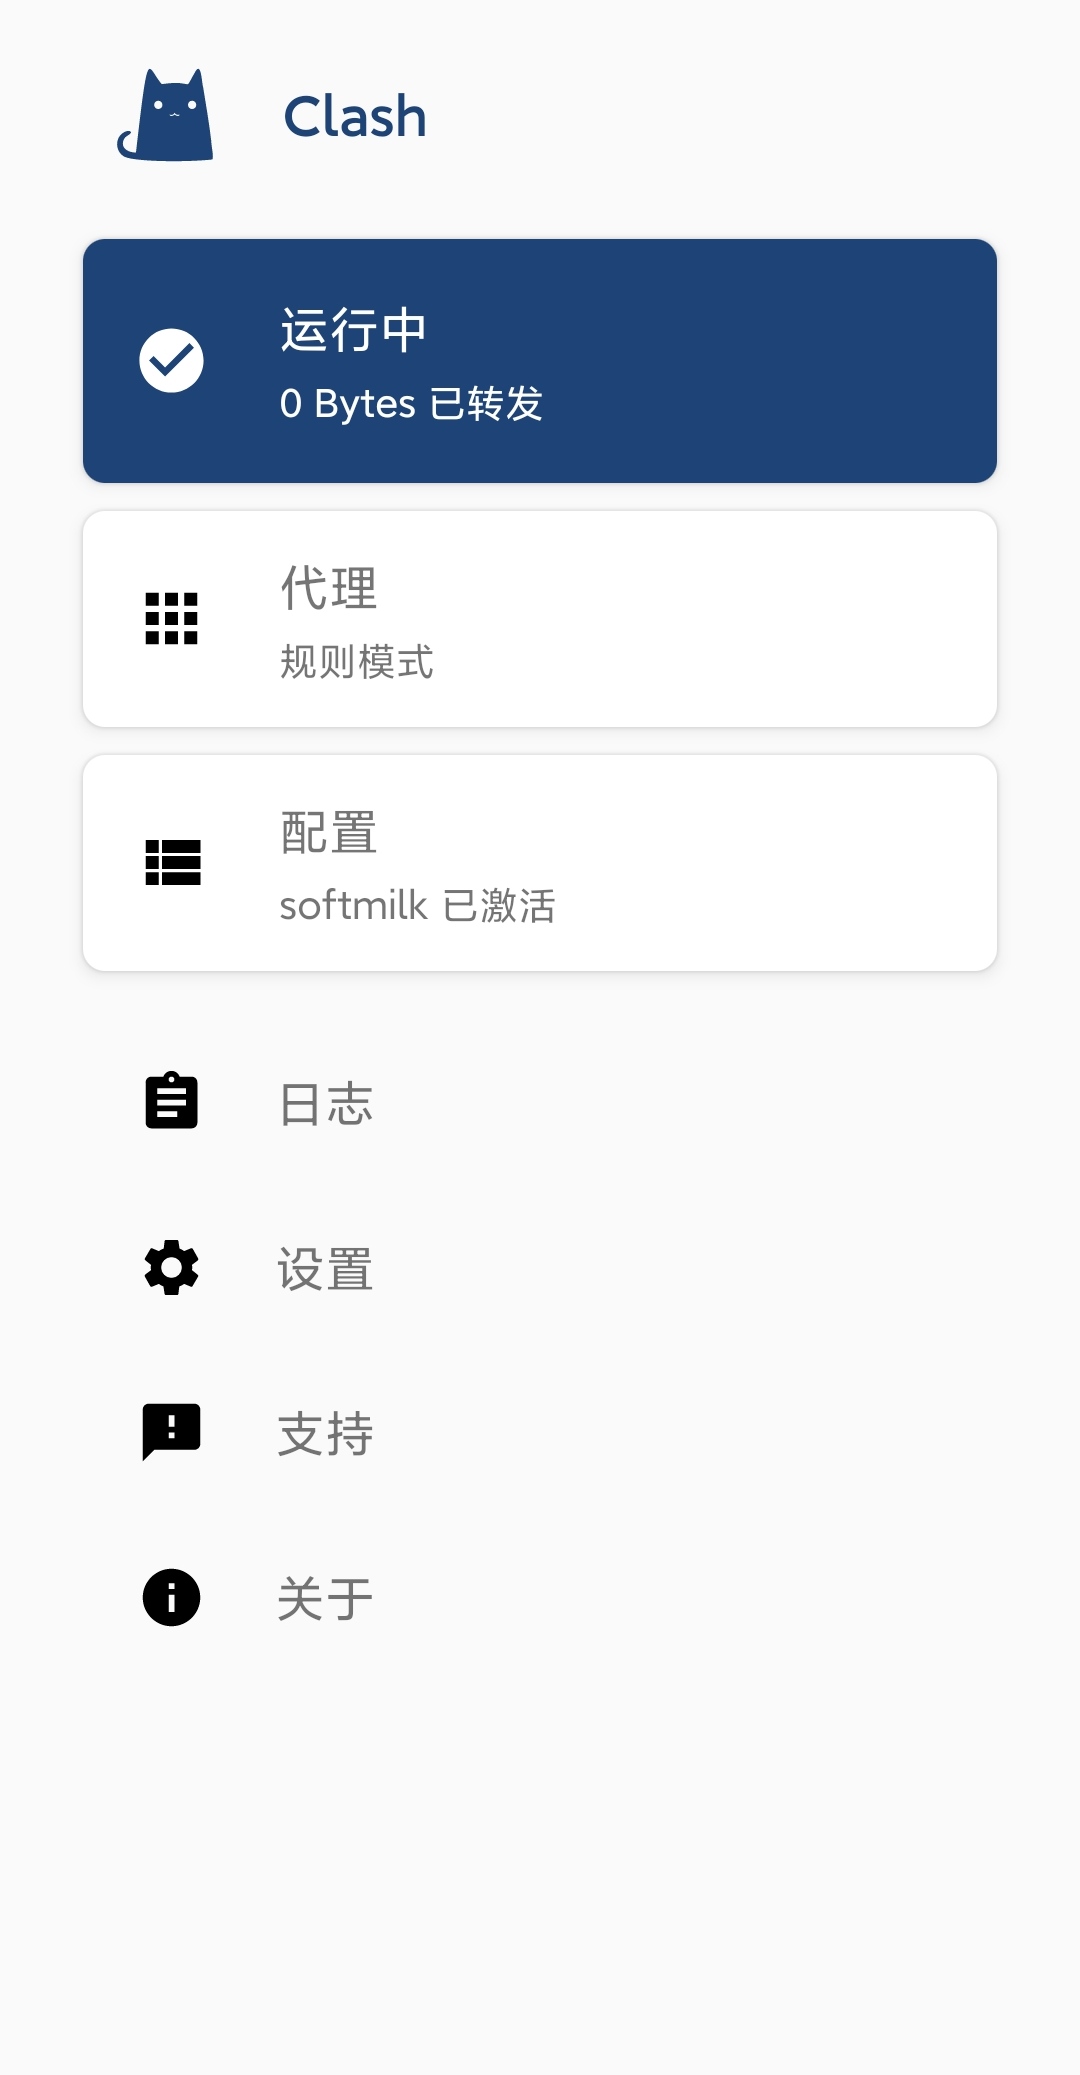 Clash
运行中
0 Bytes 已转发
代理
规则模式
配置
softmilk 已激活
日志
设置
支持
关于